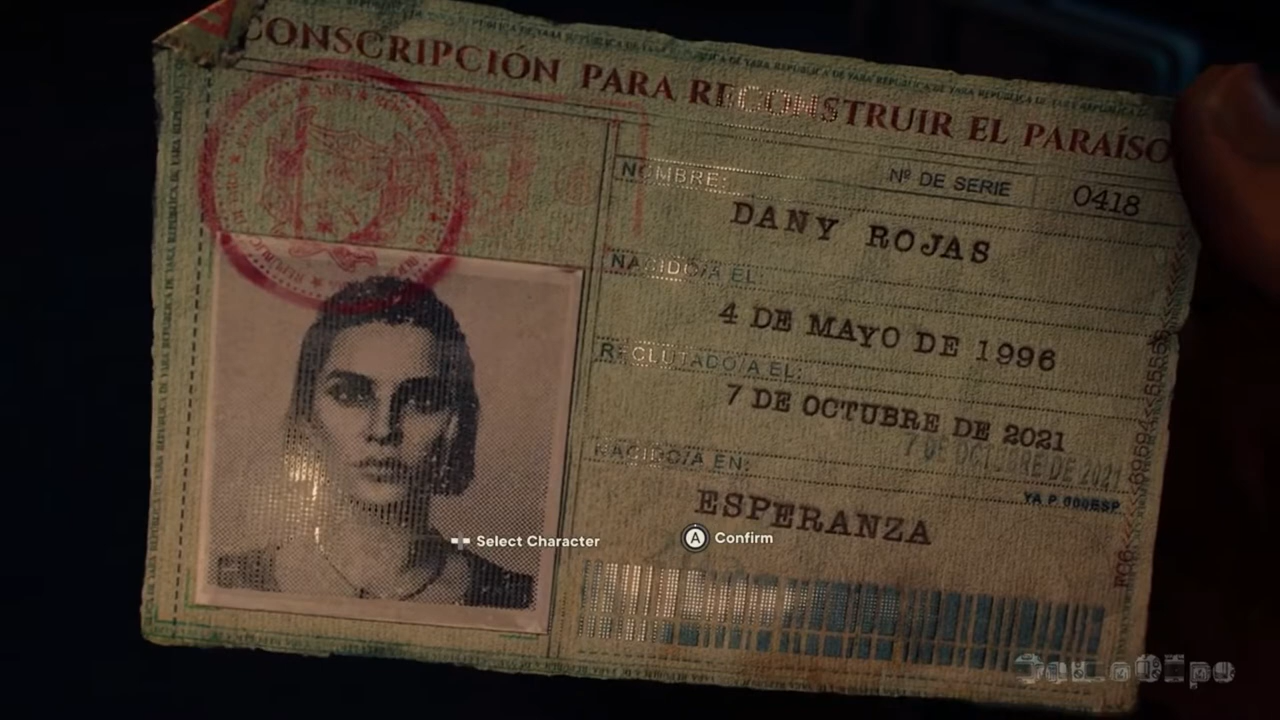 CONSCRIPCIÓN PARA RECONSTRUIR EL PARAÍSO
NOMBRE:
Nº DE SERIE
0418
DANY ROJAS
NACIDO/A EL:
4 DE MAYO DE 1996
RECLUTADO/A EL:
7 DE OCTUBRE DE 2021
7 DE OCTUBRE DE 2021
NACIDO/A EN:
YA P 000ESP
ESPERANZA
Select Character
A Confirm